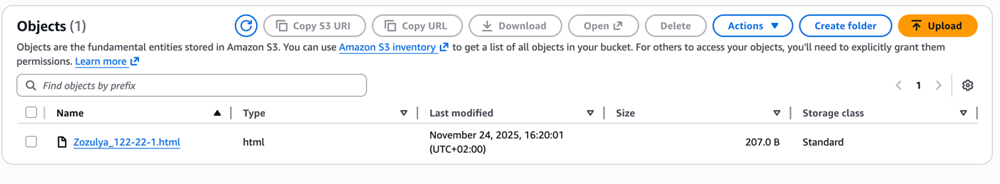 Objects (1)
Copy S3 URI
Copy URL
Download
Open
Delete
Actions
Create folder
Upload
Objects are the fundamental entities stored in Amazon S3. You can use Amazon S3 inventory to get a list of all objects in your bucket. For others to access your objects, you'll need to explicitly grant them
permissions. Learn more
Find objects by prefix
1
Name
Type
Last modified
Size
Storage class
Zozulya_122-22-1.html
html
November 24, 2025, 16:20:01
(UTC+02:00)
207.0 B
Standard